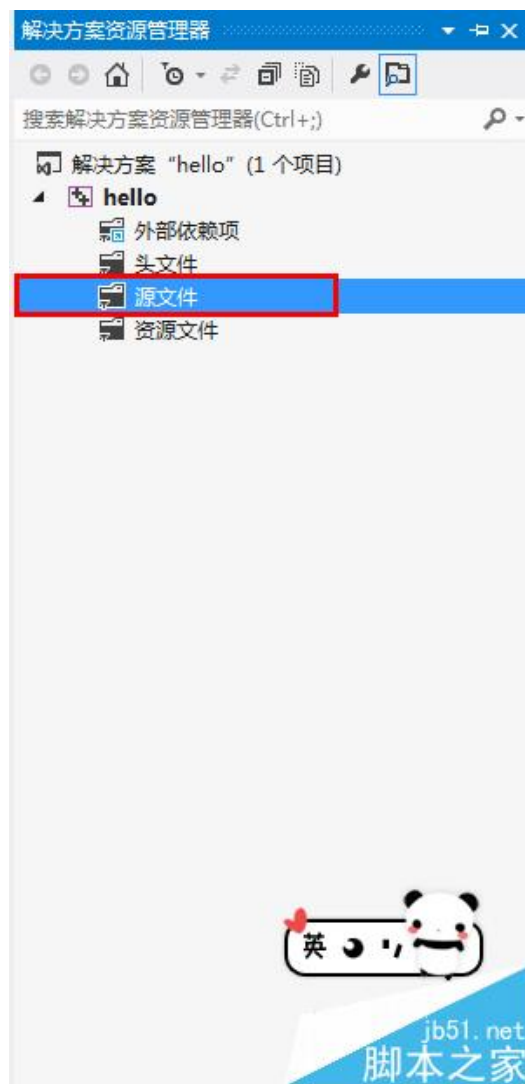 解决方案资源管理器
搜索解决方案资源管理器(Ctrl+;)
解决方案 "hello" (1 个项目)
hello
外部依赖项
头文件
源文件
资源文件
英
jb51.net
脚本之家